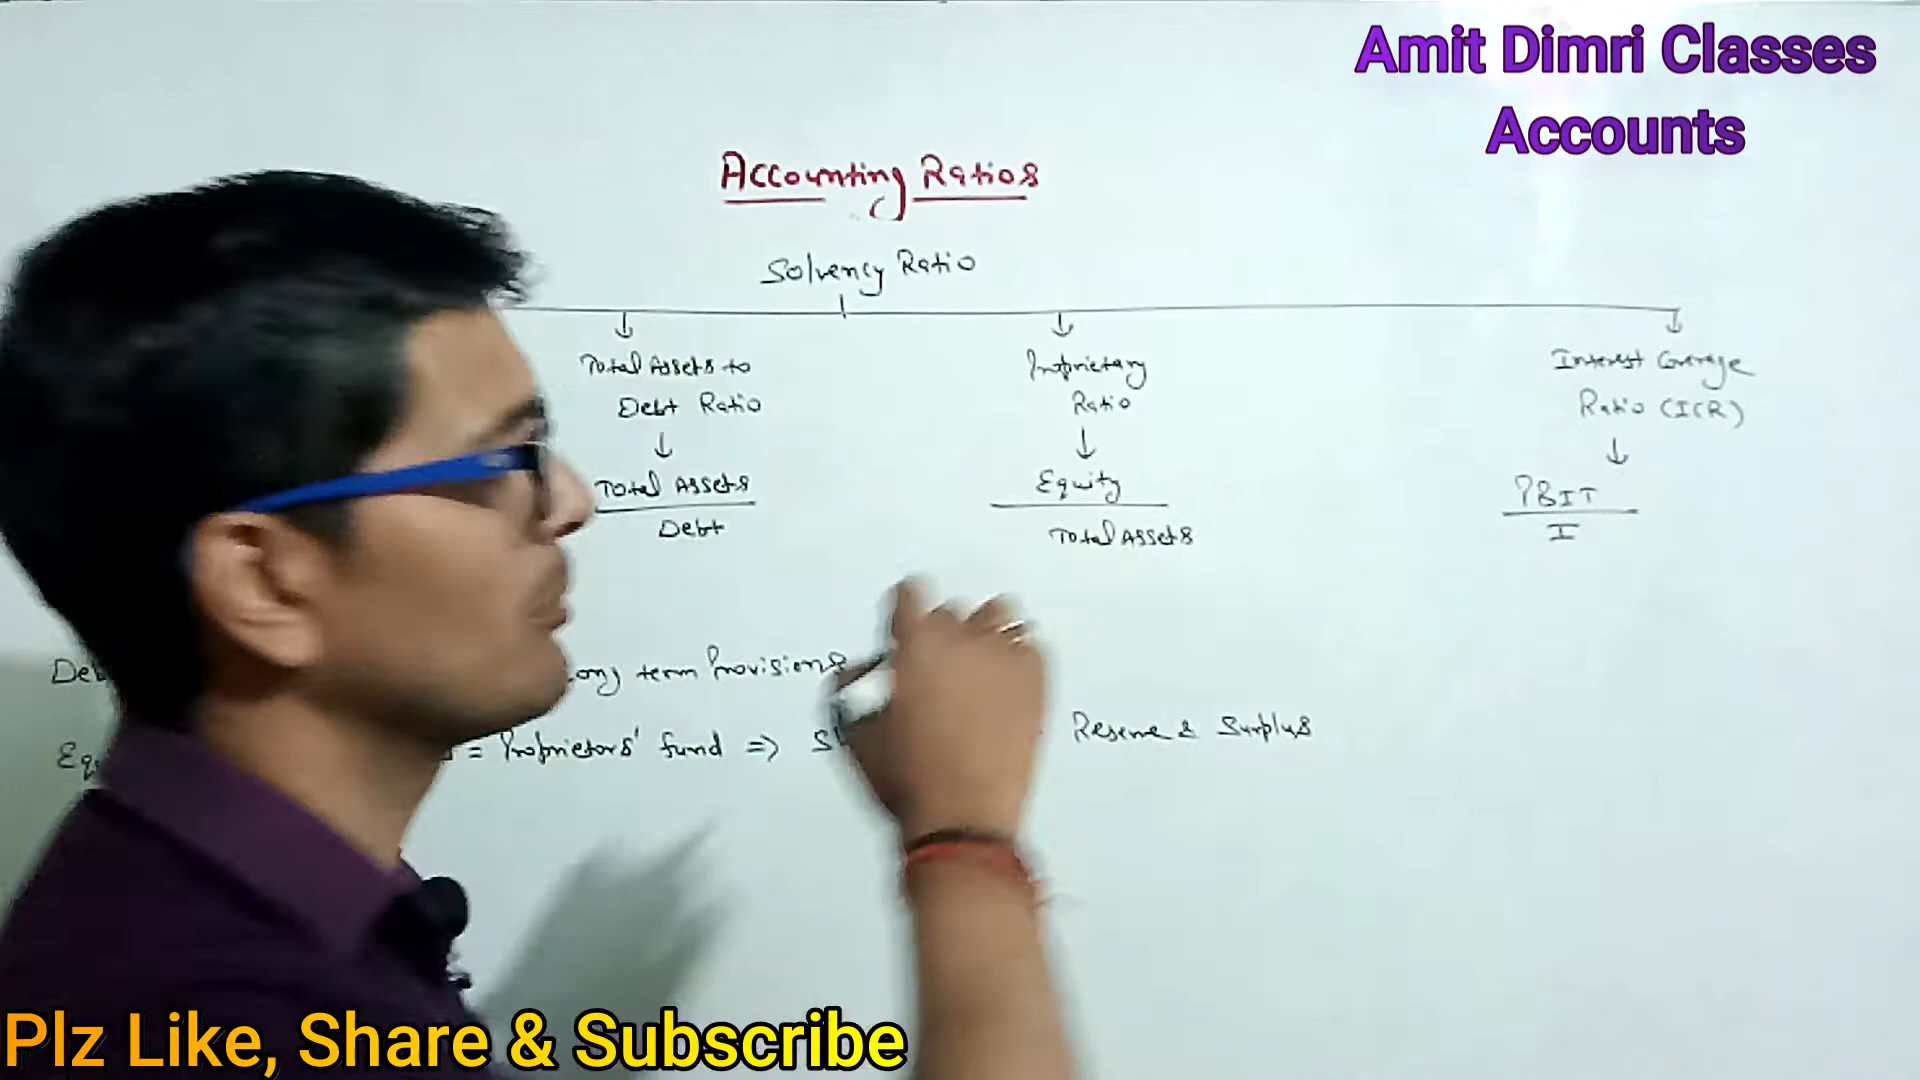 Amit Dimri Classes
Accounts
Accounting Ratios
Solvency Ratio
Total Assets to
Debt Ratio
Total Assets
Debt
Proprietary
Ratio
Equity
Total Assets
Interest Coverage
Ratio (ICR)
PBIT
I
term Provisions
= Proprietors' fund => Reserve & Surplus
Plz Like, Share & Subscribe